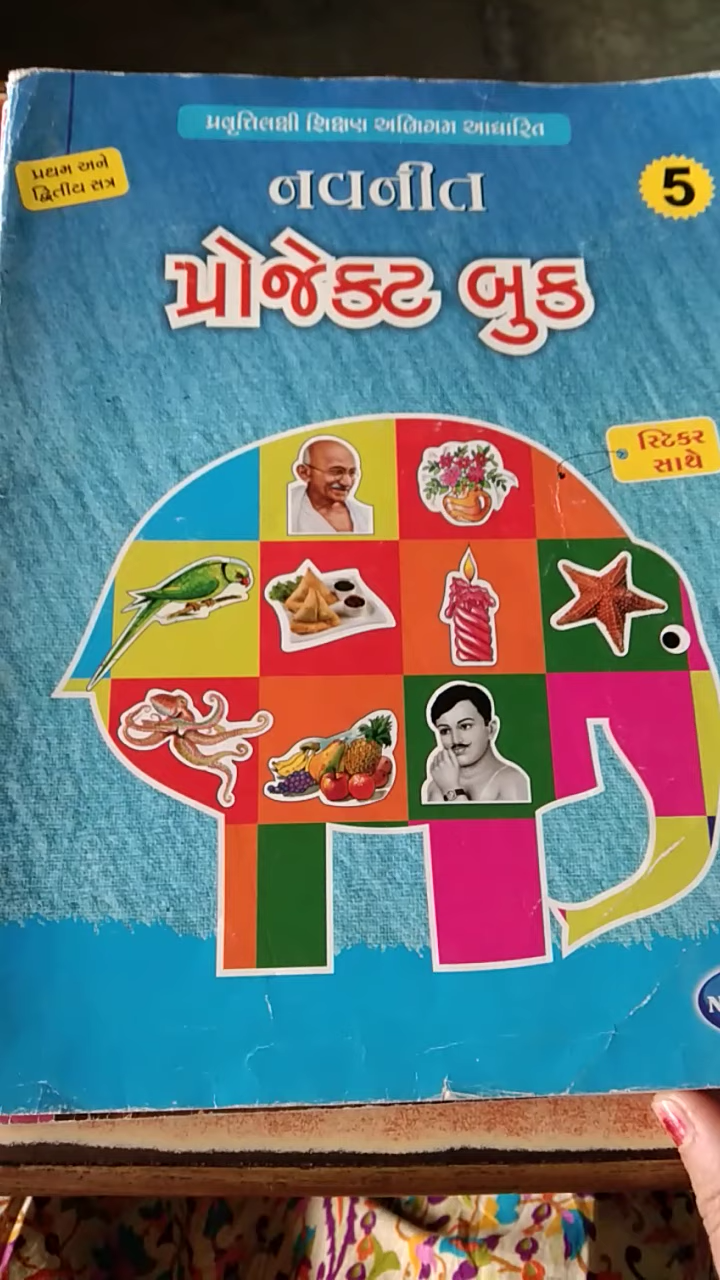 પ્રવૃત્તિલક્ષી શિક્ષણ અભિગમ આધારિત
પ્રથમ અને
દ્વિતીય સત્ર
નવનીત
5
પ્રોજેક્ટ બુક
સ્ટિકર
સાથે